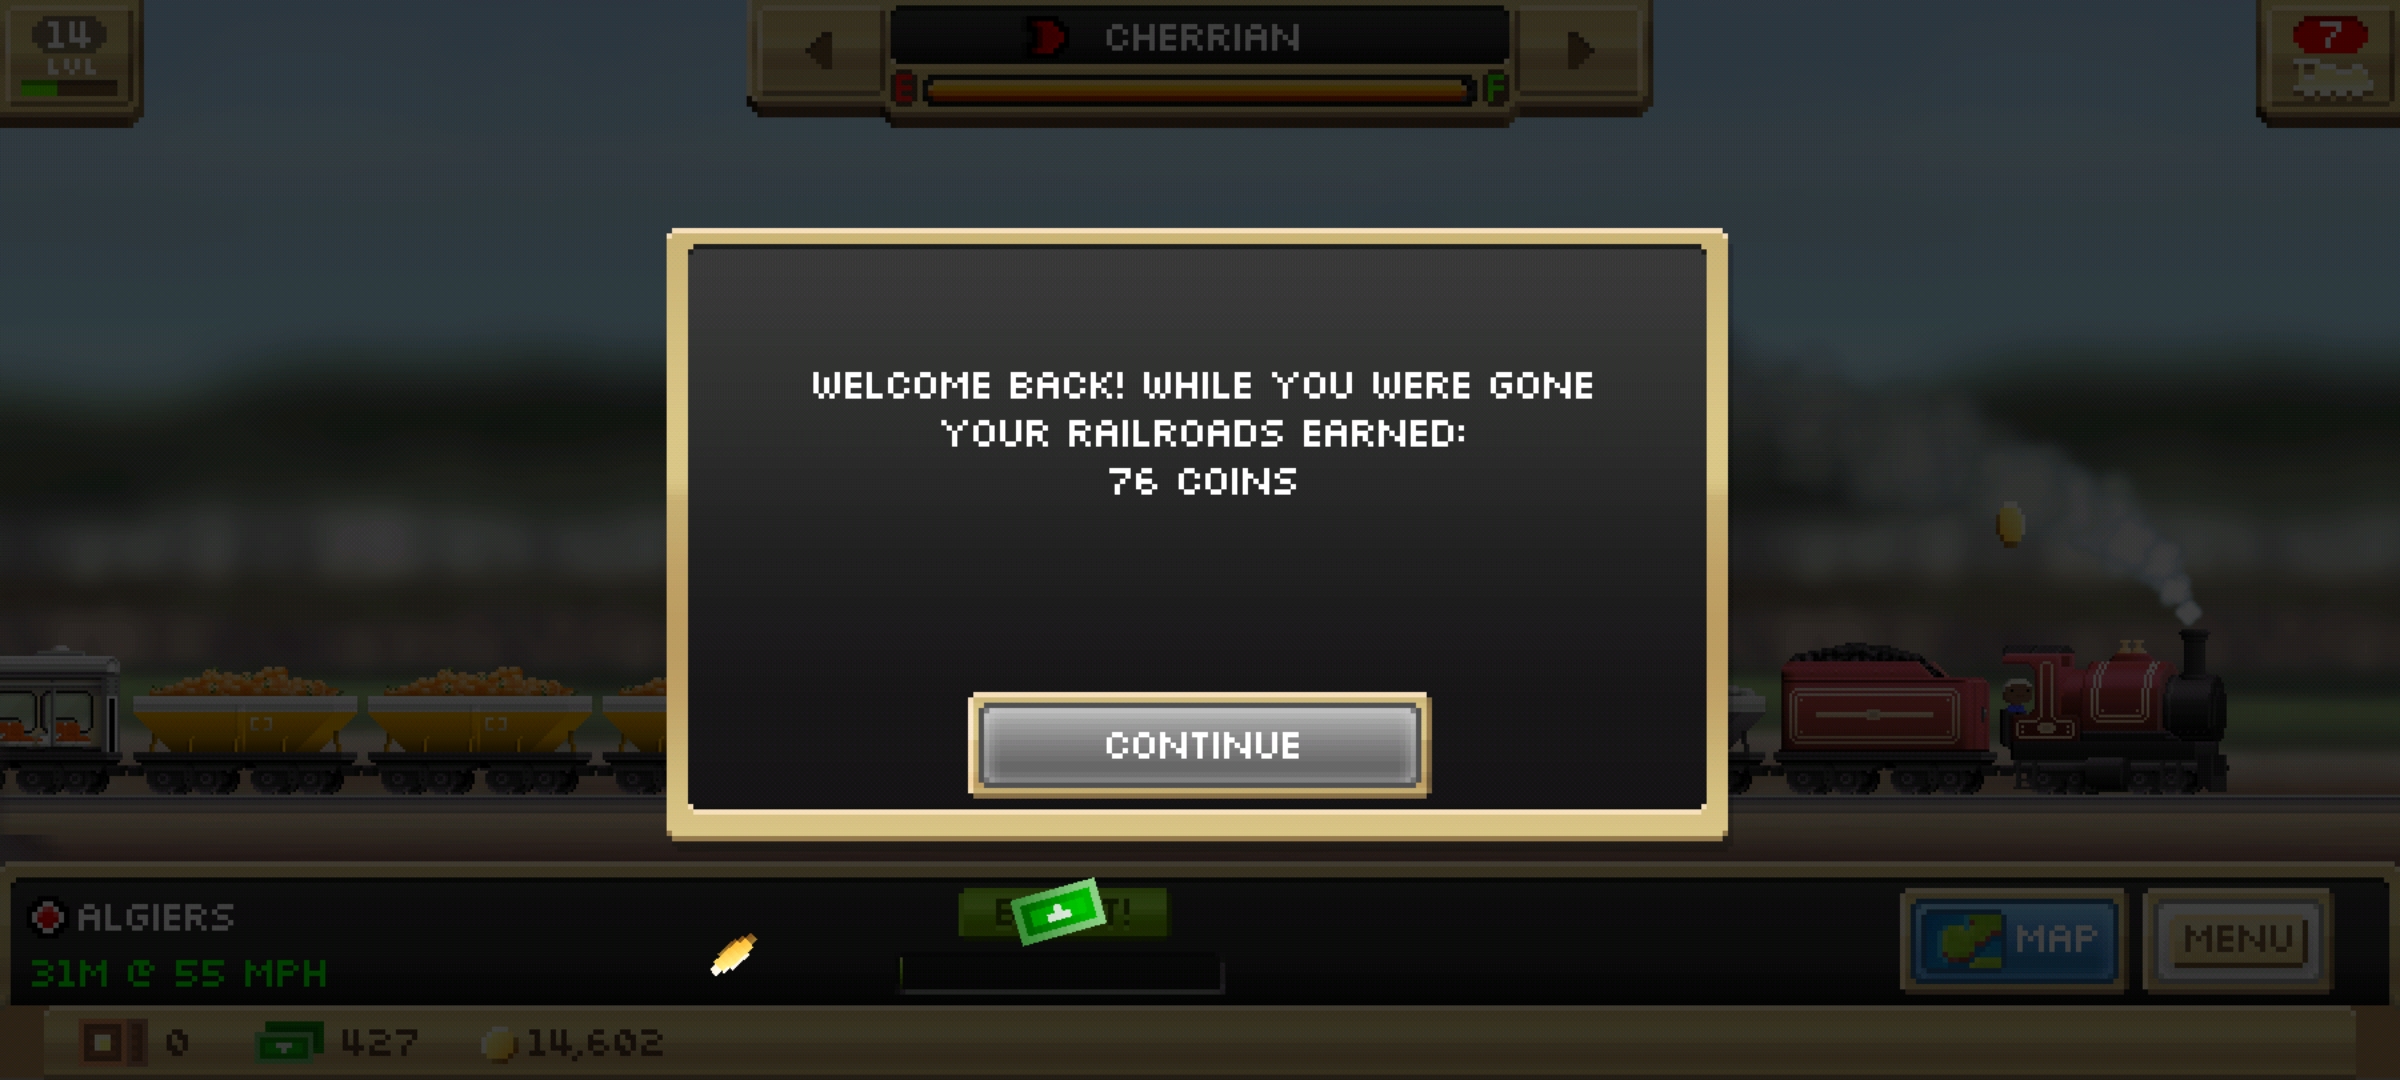 14
LVL
CHERRIAN
E F
7
WELCOME BACK! WHILE YOU WERE GONE
YOUR RAILROADS EARNED:
76 COINS
CONTINUE
ALGIERS
31M @ 55 MPH
MAP
MENU
0
427
14,602